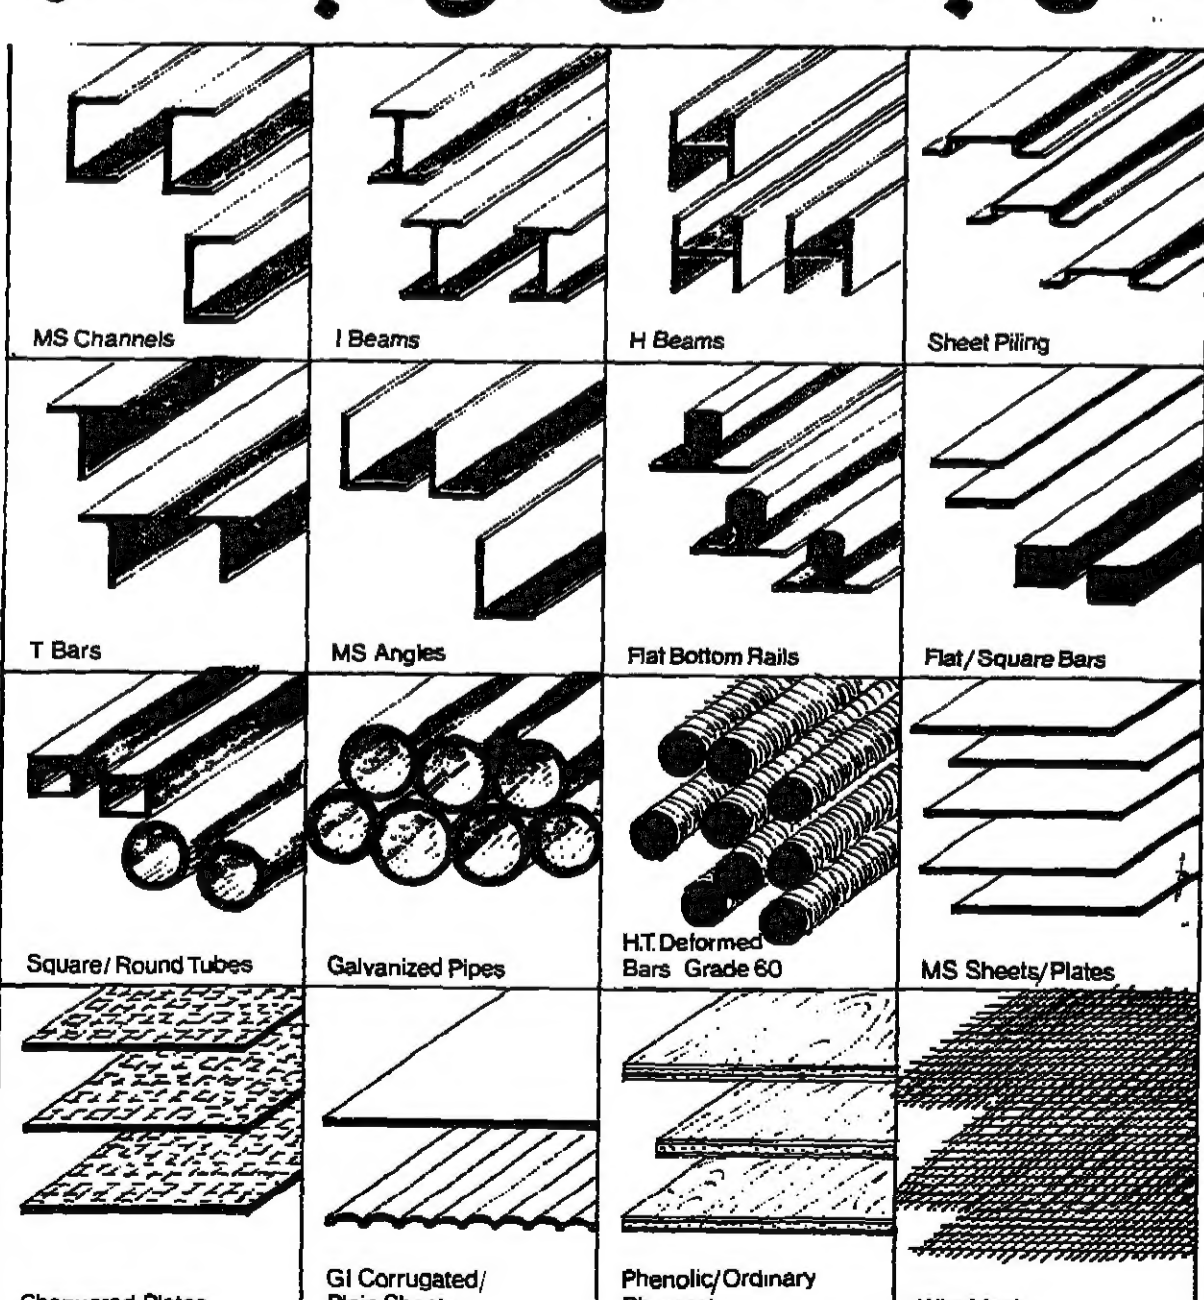 MS Channels
I Beams
H Beams
Sheet Piling
T Bars
MS Angles
Flat Bottom Rails
Flat/Square Bars
Square/Round Tubes
Galvanized Pipes
H.T. Deformed
Bars Grade 60
MS Sheets/Plates
GI Corrugated/
Phenolic/Ordinary